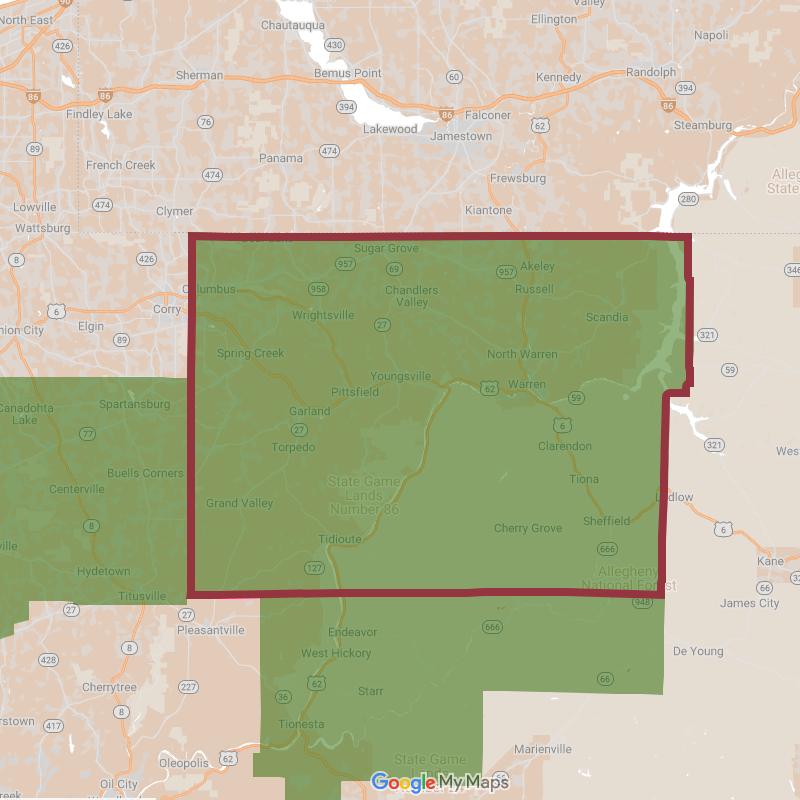 90
North East
426
Chautauqua
430
Valley
Ellington
Napoli
Sherman
Bemus Point
60
Kennedy
Randolph
86
86
394
394
86
86
Findley Lake
76
Lakewood
Falconer
62
Steamburg
Jamestown
89
French Creek
Panama
474
474
Frewsburg
Lowville
474
Clymer
Kiantone
280
Wattsburg
Sugar Grove
8
426
957
69
957
Akeley
346
Columbus
958
Chandlers
Valley
Russell
6
Corry
Wrightsville
27
Scandia
nion City
Elgin
89
321
Spring Creek
North Warren
59
Youngsville
Pittsfield
62
Warren
59
Canadohta
Lake
Spartansburg
Garland
27
6
77
Torpedo
Clarendon
321
Buells Corners
Tiona
Centerville
State Game
Lands
Number 86
Ludlow
Grand Valley
8
Cherry Grove
Sheffield
6
Tidioute
666
Kane
Hydetown
127
Allegheny
National Forest
66
Titusville
948
James City
27
27
Pleasantville
Endeavor
666
8
West Hickory
De Young
428
62
66
Cherrytree
227
36
Starr
8
417
Tionesta
Oleopolis
62
State Game
Marienville
Oil City
Google My Maps
66